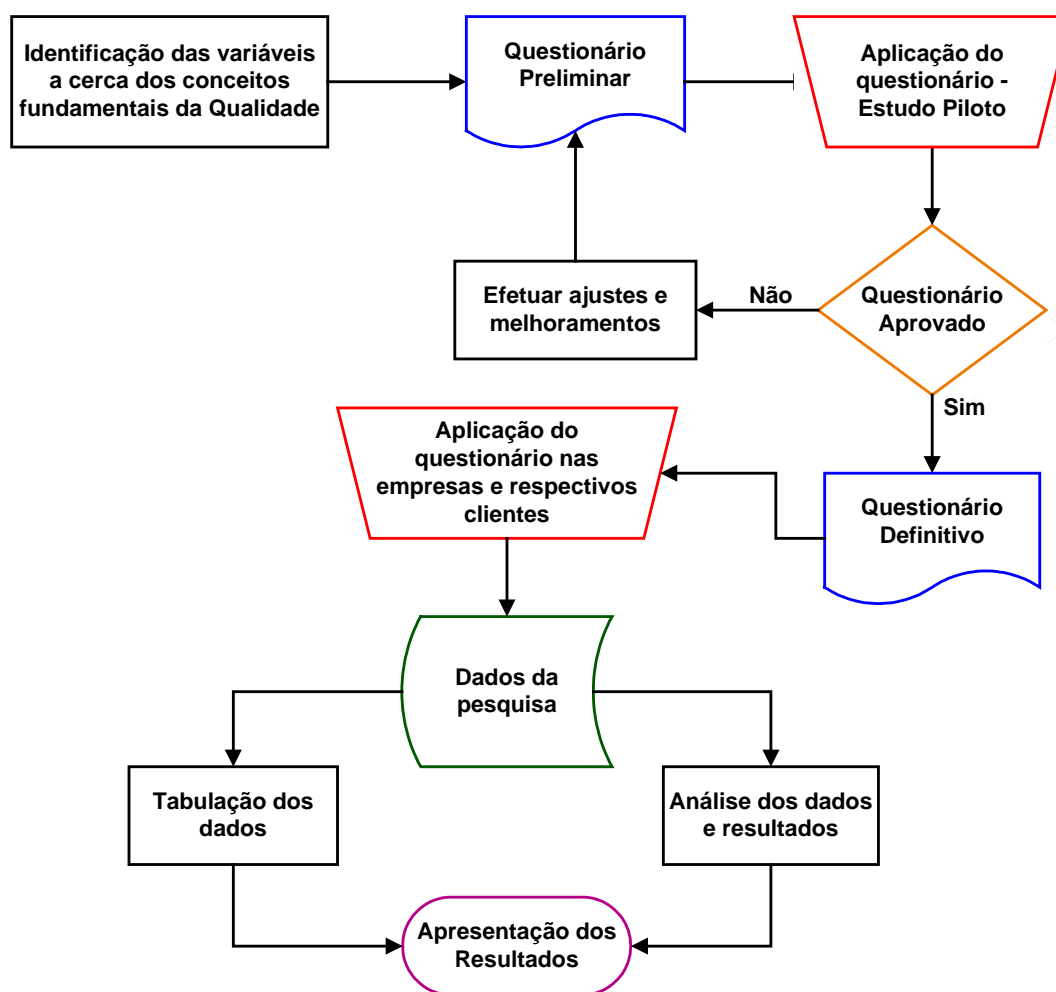 Identificação das variáveis
a cerca dos conceitos
fundamentais da Qualidade
Questionário
Preliminar
Aplicação do
questionário -
Estudo Piloto
Efetuar ajustes e
melhoramentos
Não
Questionário
Aprovado
Sim
Aplicação do
questionário nas
empresas e respectivos
clientes
Questionário
Definitivo
Dados da
pesquisa
Tabulação dos
dados
Análise dos dados
e resultados
Apresentação dos
Resultados